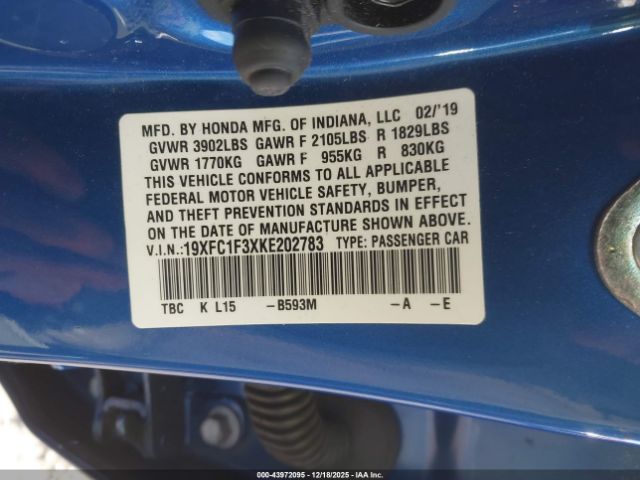 MFD. BY HONDA MFG. OF INDIANA, LLC 02/'19
GVWR 3902LBS GAWR F 2105LBS R 1829LBS
GVWR 1770KG GAWR F 955KG R 830KG
THIS VEHICLE CONFORMS TO ALL APPLICABLE
FEDERAL MOTOR VEHICLE SAFETY, BUMPER,
AND THEFT PREVENTION STANDARDS IN EFFECT
ON THE DATE OF MANUFACTURE SHOWN ABOVE.
V.I.N.:19XFC1F3XKE202783 TYPE: PASSENGER CAR
TBC K L15 -B593M -A -E
000-43972095 - 12/18/2025 - IAA, Inc.